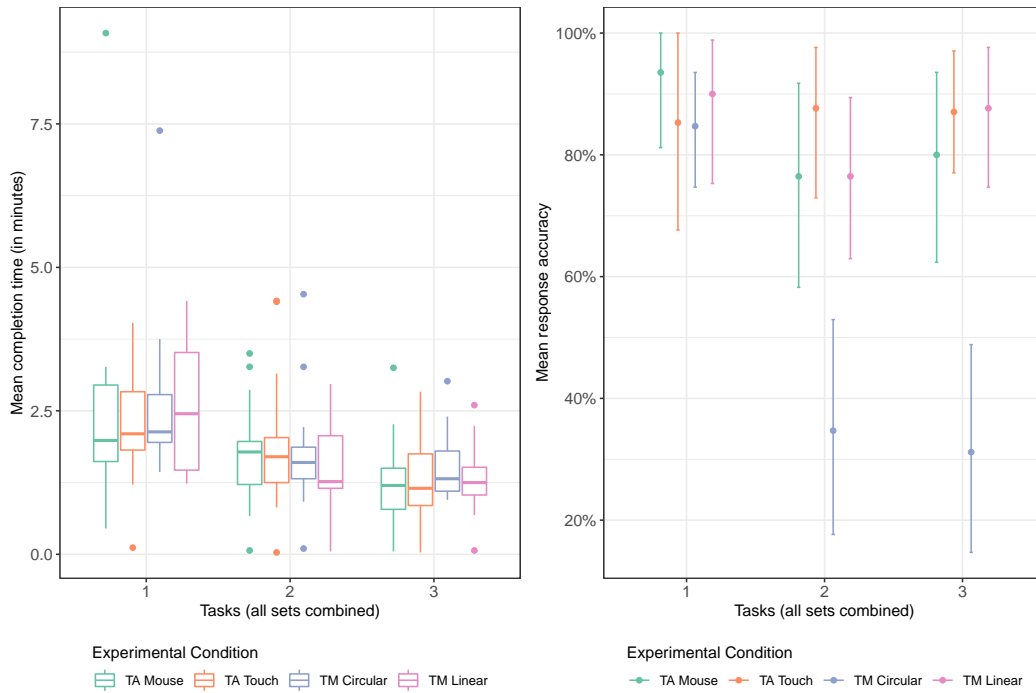 Mean completion time (in minutes)
7.5
5.0
2.5
0.0
1 2 3
Tasks (all sets combined)
Experimental Condition
TA Mouse TA Touch TM Circular TM Linear
Mean response accuracy
100%
80%
60%
40%
20%
1 2 3
Tasks (all sets combined)
Experimental Condition
TA Mouse TA Touch TM Circular TM Linear